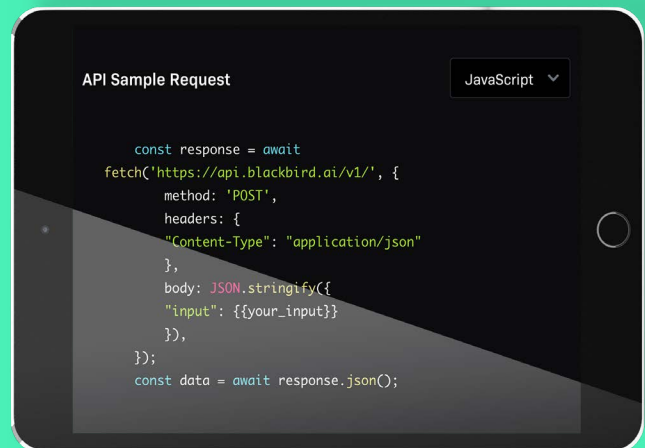 API Sample Request
JavaScript
const response = await
fetch('https://api.blackbird.ai/v1/', {
method: 'POST',
headers: {
"Content-Type": "application/json"
},
body: JSON.stringify({
"input": {{your_input}}
}),
});
const data = await response.json();